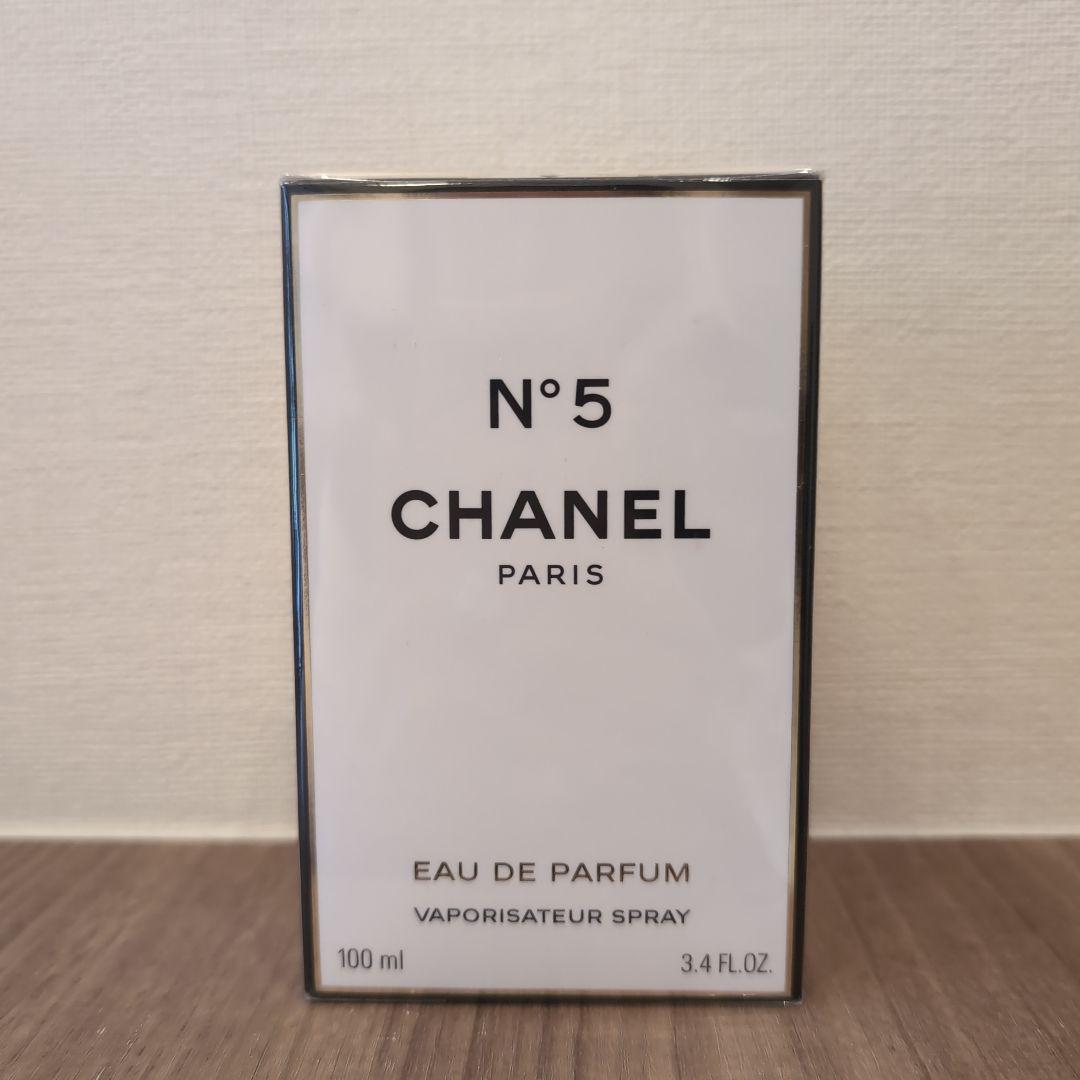 N°5
CHANEL
PARIS
EAU DE PARFUM
VAPORISATEUR SPRAY
100 ml
3.4 FL.OZ.